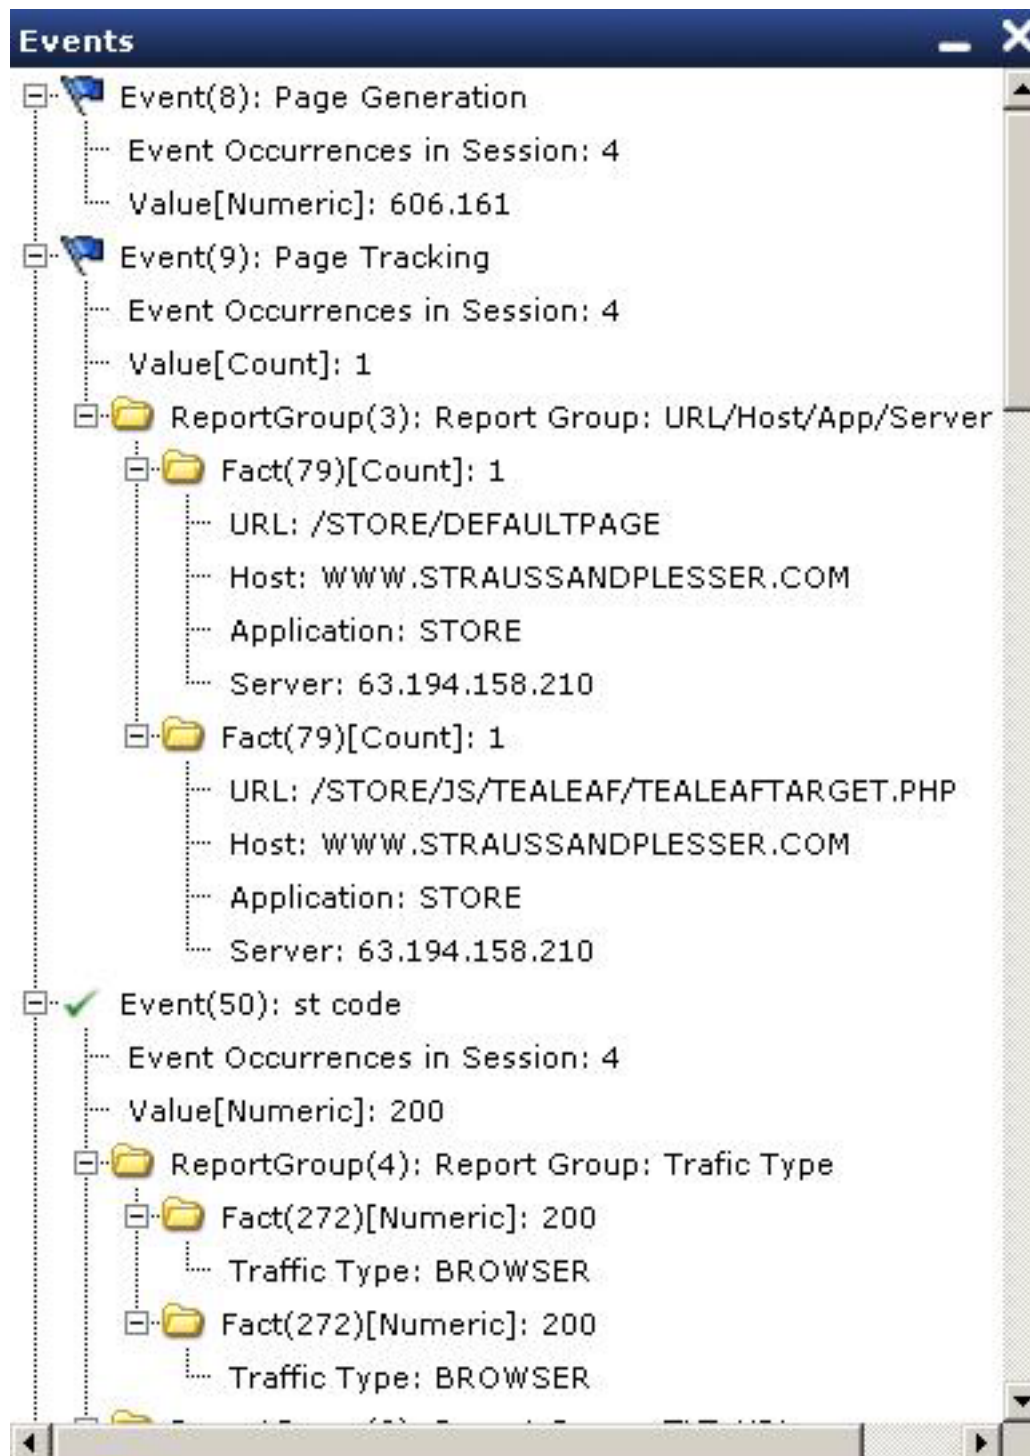 Events
Event(8): Page Generation
Event Occurrences in Session: 4
Value[Numeric]: 606.161
Event(9): Page Tracking
Event Occurrences in Session: 4
Value[Count]: 1
ReportGroup(3): Report Group: URL/Host/App/Server
Fact(79)[Count]: 1
URL: /STORE/DEFAULTPAGE
Host: WWW.STRAUSSANDPLESSER.COM
Application: STORE
Server: 63.194.158.210
Fact(79)[Count]: 1
URL: /STORE/JS/TEALEAF/TEALEAFTARGET.PHP
Host: WWW.STRAUSSANDPLESSER.COM
Application: STORE
Server: 63.194.158.210
Event(50): st code
Event Occurrences in Session: 4
Value[Numeric]: 200
ReportGroup(4): Report Group: Trafic Type
Fact(272)[Numeric]: 200
Traffic Type: BROWSER
Fact(272)[Numeric]: 200
Traffic Type: BROWSER